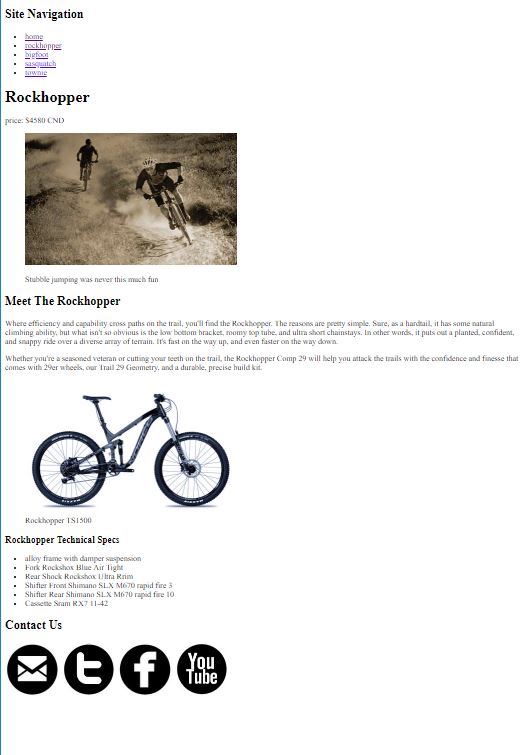 Site Navigation
home
rockhopper
bigfoot
sasquatch
townie
Rockhopper
price: $4580 CND
Stubble jumping was never this much fun
Meet The Rockhopper
Where efficiency and capability cross paths on the trail, you'll find the Rockhopper. The reasons are pretty simple. Sure, as a hardtail, it has some natural
climbing ability, but what isn't so obvious is the low bottom bracket, roomy top tube, and ultra short chainstays. In other words, it puts out a planted, confident,
and snappy ride over a diverse array of terrain. It's fast on the way up, and even faster on the way down.
Whether you're a seasoned veteran or cutting your teeth on the trail, the Rockhopper Comp 29 will help you attack the trails with the confidence and finesse that
comes with 29er wheels, our Trail 29 Geometry, and a durable, precise build kit.
Rockhopper TS1500
Rockhopper Technical Specs
alloy frame with damper suspension
Fork Rockshox Blue Air Tight
Rear Shock Rockshox Ultra Rrim
Shifter Front Shimano SLX M670 rapid fire 3
Shifter Rear Shimano SLX M670 rapid fire 10
Cassette Sram RX7 11-42
Contact Us
You
Tube